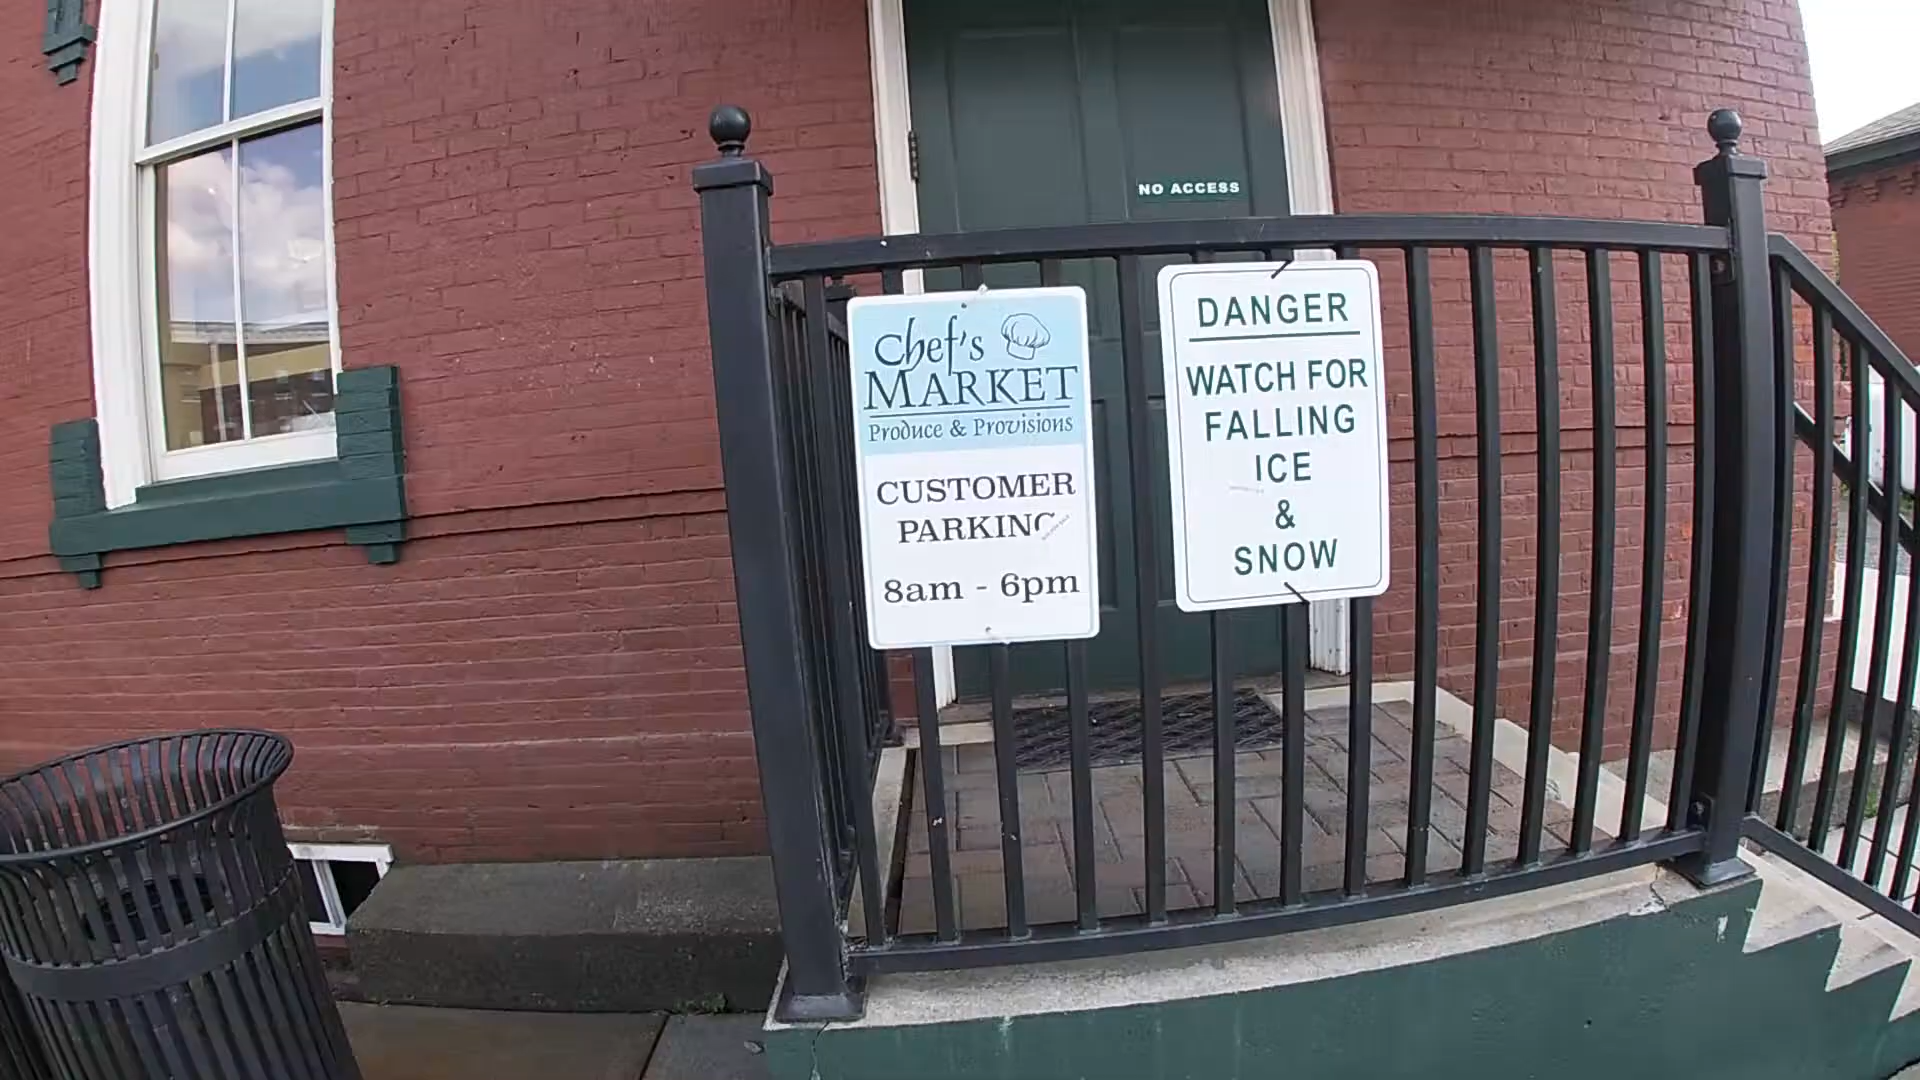 NO ACCESS
Chef's
MARKET
Produce & Provisions
CUSTOMER
PARKING
8am - 6pm
DANGER
WATCH FOR
FALLING
ICE
&
SNOW